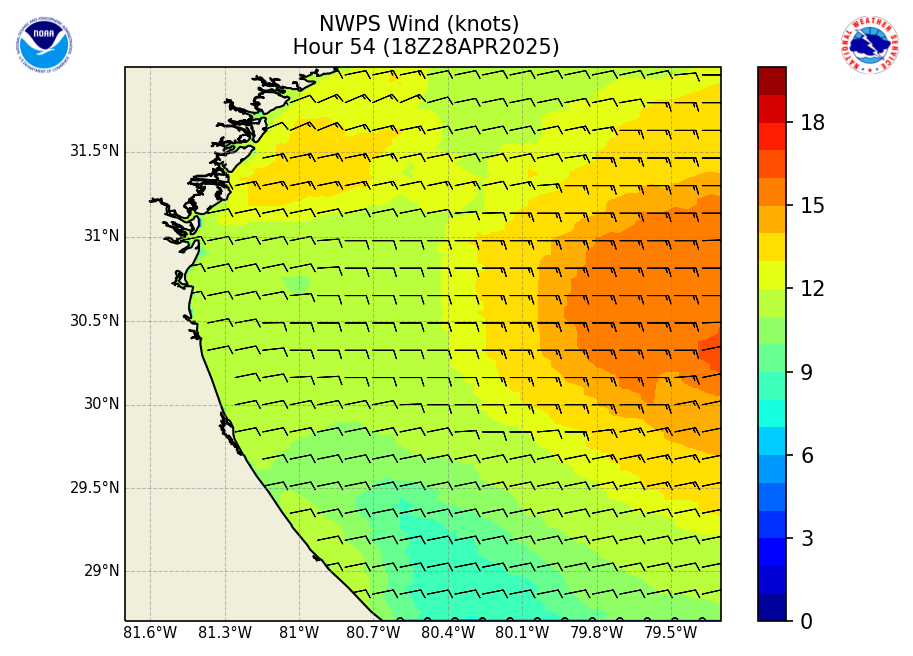 NWPS Wind (knots)
Hour 54 (18Z28APR2025)
NOAA
NATIONAL WEATHER SERVICE
31.5°N
31°N
30.5°N
30°N
29.5°N
29°N
81.6°W 81.3°W 81°W 80.7°W 80.4°W 80.1°W 79.8°W 79.5°W
18
15
12
9
6
3
0